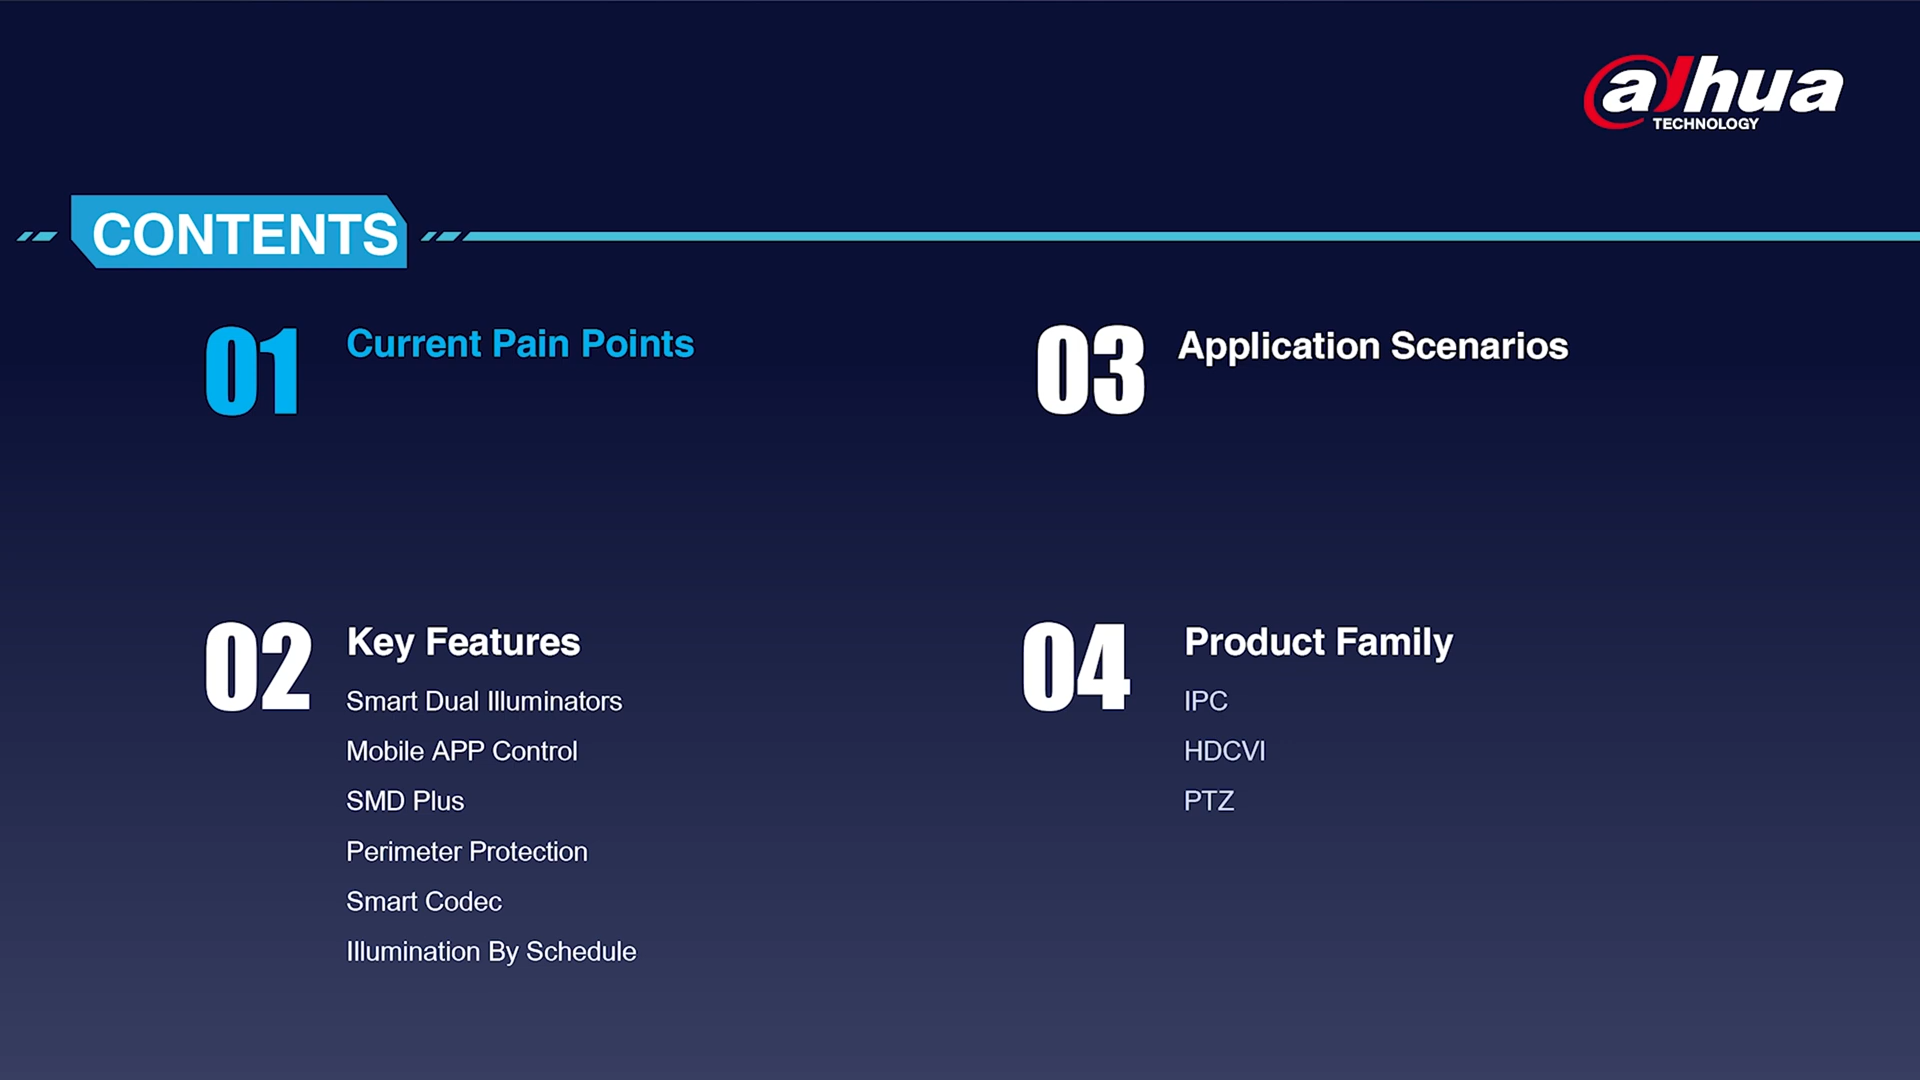 alhua
TECHNOLOGY
CONTENTS
01
Current Pain Points
02
Key Features
Smart Dual Illuminators
Mobile APP Control
SMD Plus
Perimeter Protection
Smart Codec
Illumination By Schedule
03
Application Scenarios
04
Product Family
IPC
HDCVI
PTZ